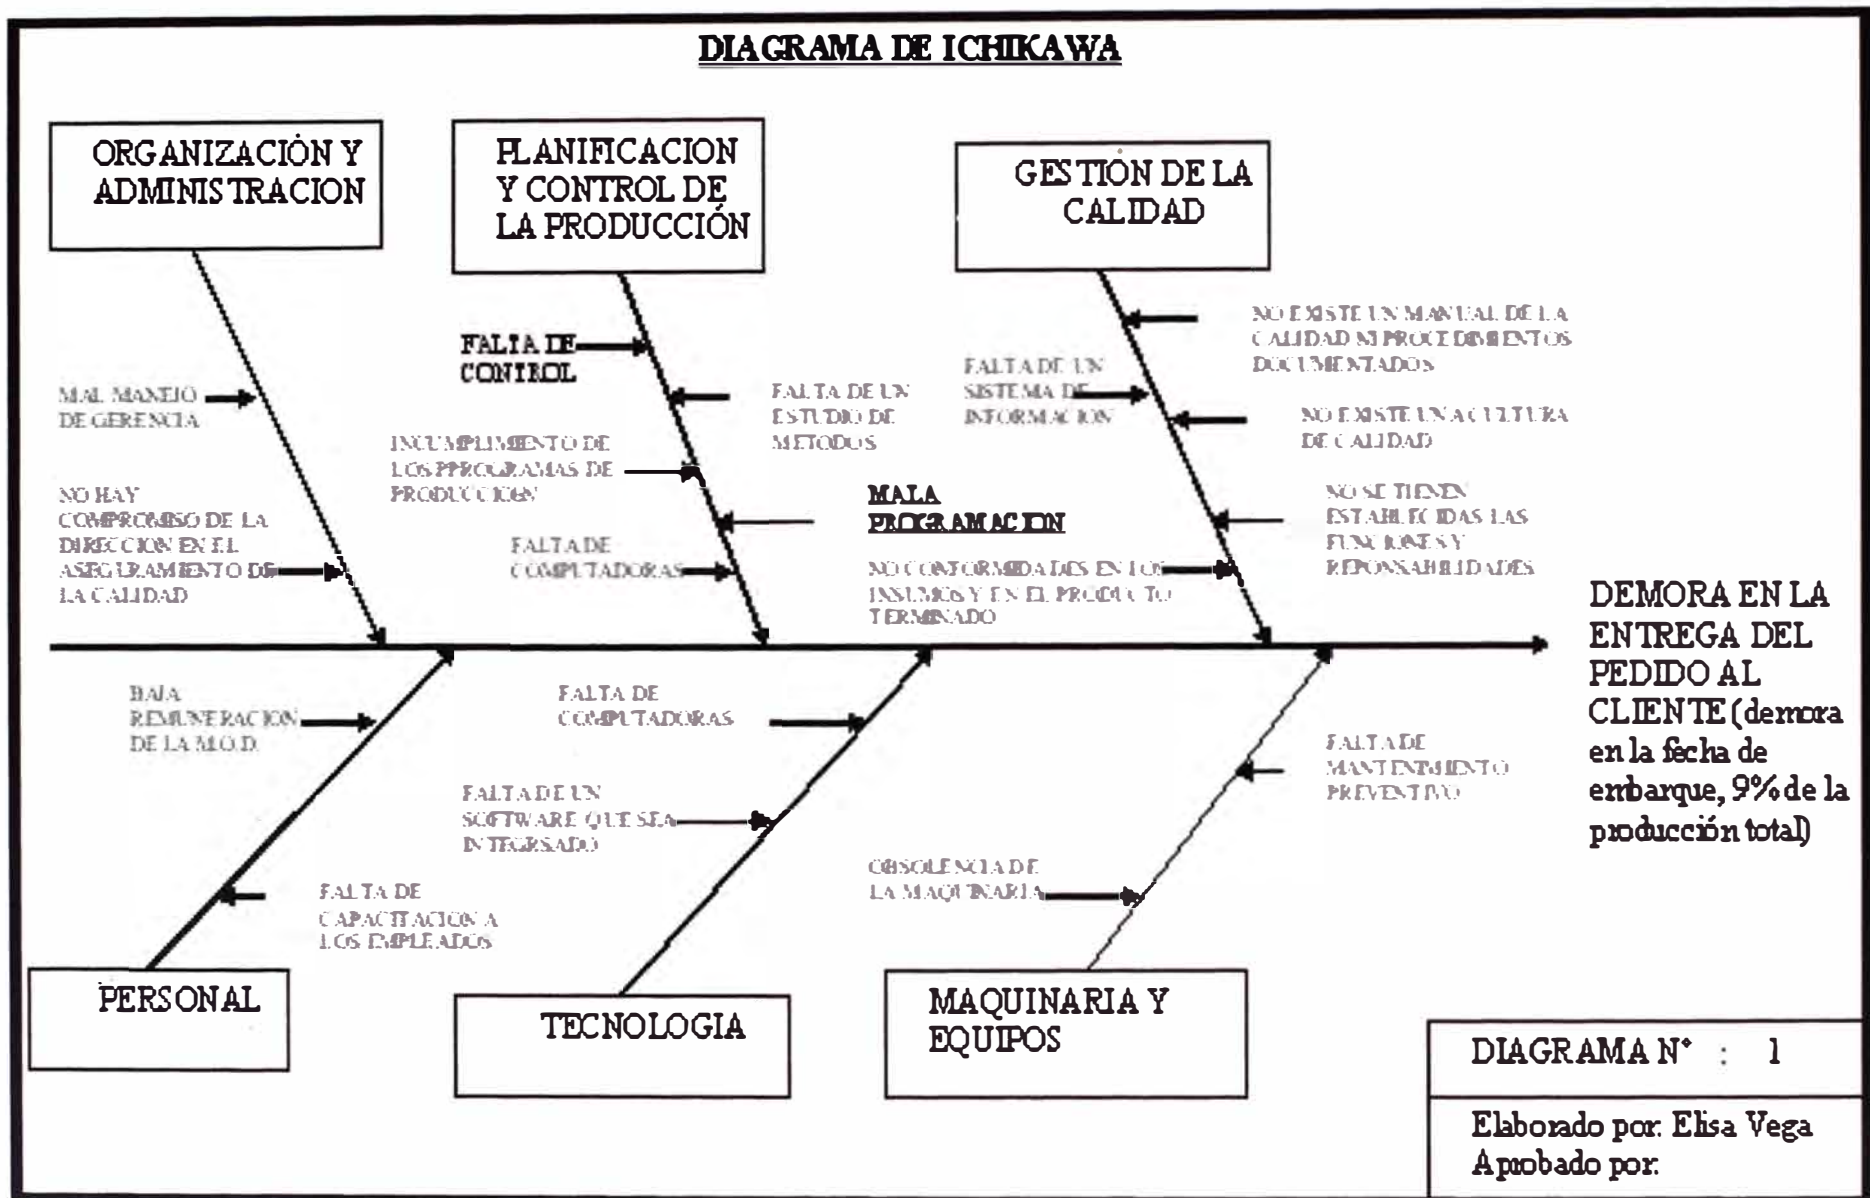 DIAGRAMA DE ICHIKAWA
ORGANIZACIÓN Y
ADMINISTRACION
PLANIFICACION
Y CONTROL DE
LA PRODUCCIÓN
GESTIÓN DE LA
CALIDAD
MAL MANEJO
DE GERENCIA
NO HAY
COMPROMISO DE LA
DIRECCION EN EL
ASEGURAMIENTO DE
LA CALIDAD
FALTA DE
CONTROL
FALTA DE UN
ESTUDIO DE
METODOS
INCUMPLIMIENTO DE
LOS PPROGRAMAS DE
PRODUCCION
MALA
PROGRAMACION
FALTA DE
COMPUTADORAS
NO EXISTE UN MANUAL DE LA
CALIDAD NI PROCEDIMIENTOS
DOCUMENTADOS
FALTA DE UN
SISTEMA DE
INFORMACION
NO EXISTE UNA CULTURA
DE CALIDAD
NO SE TIENEN
ESTABLECIDAS LAS
FUNCIONES Y
REPONSABILIDADES
NO CONFORMIDADES EN LOS
INSUMOS Y EN EL PRODUCTO
TERMINADO
DEMORA EN LA
ENTREGA DEL
PEDIDO AL
CLIENTE (demora
en la fecha de
embarque, 9% de la
producción total)
BAJA
REMUNERACION
DE LA M.O.D.
FALTA DE
CAPACITACION A
LOS EMPLEADOS
FALTA DE
COMPUTADORAS
FALTA DE UN
SOFTWARE QUE SEA
INTEGRSADO
FALTA DE
MANTENIMIENTO
PREVENTIVO
OBSOLENCIA DE
LA MAQUINARIA
PERSONAL
TECNOLOGIA
MAQUINARIA Y
EQUIPOS
DIAGRAMA N° : 1
Elaborado por: Elisa Vega
Aprobado por: